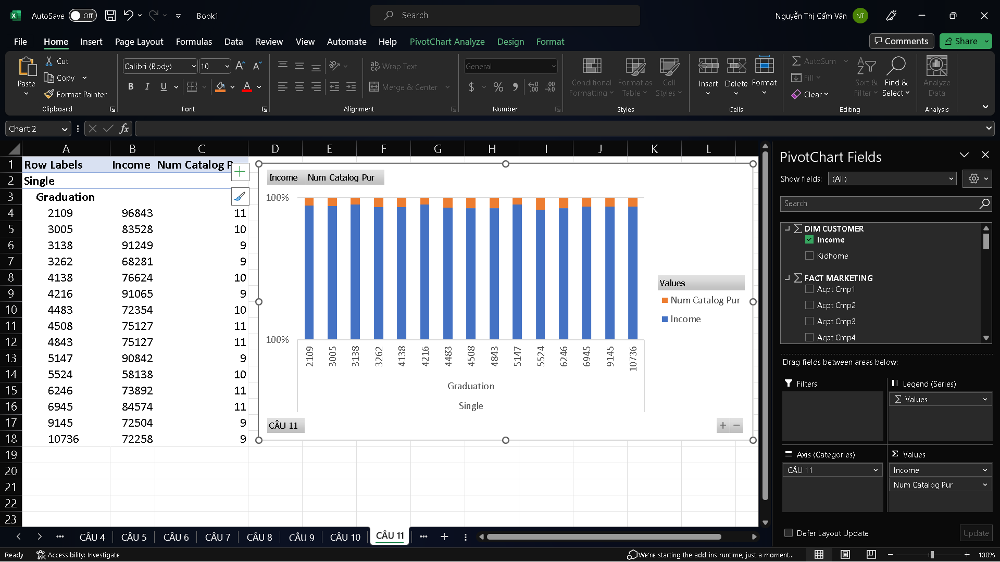 AutoSave Off Book1 Search Nguyễn Thị Cẩm Vân NT
File Home Insert Page Layout Formulas Data Review View Automate Help PivotChart Analyze Design Format Comments Share
Paste Cut Copy Format Painter Clipboard
Calibri (Body) 10 B I U A Font
Wrap Text Merge & Center Alignment
General $ % Number
Conditional Formatting Format as Table Cell Styles Styles
Insert Delete Format Cells
AutoSum Fill Clear Sort & Filter Find & Select Editing
Analyze Data Analysis
Chart 2 fx
A B C D E F G H I J K L
1 Row Labels Income Num Catalog P
2 Single
3 Graduation
4 2109 96843 11
5 3005 83528 10
6 3138 91249 9
7 3262 68281 9
8 4138 76624 10
9 4216 91065 9
10 4483 72354 10
11 4508 75127 11
12 4843 75127 11
13 5147 90842 9
14 5524 58138 10
15 6246 73892 11
16 6945 84574 11
17 9145 72504 9
18 10736 72258 9
19
20
21
22
23
Income Num Catalog Pur
100%
100%
2109 3005 3138 3262 4138 4216 4483 4508 4843 5147 5524 6246 6945 9145 10736
Graduation
Single
CÂU 11
Values
Num Catalog Pur
Income
PivotChart Fields
Show fields: (All)
Search
DIM CUSTOMER
Income
Kidhome
FACT MARKETING
Acpt Cmp1
Acpt Cmp2
Acpt Cmp3
Acpt Cmp4
Drag fields between areas below:
Filters
Legend (Series)
Σ Values
Axis (Categories)
CÂU 11
Σ Values
Income
Num Catalog Pur
Defer Layout Update Update
CÂU 4 CÂU 5 CÂU 6 CÂU 7 CÂU 8 CÂU 9 CÂU 10 CÂU 11
Ready Accessibility: Investigate We're starting the add-ins runtime, just a moment... 130%